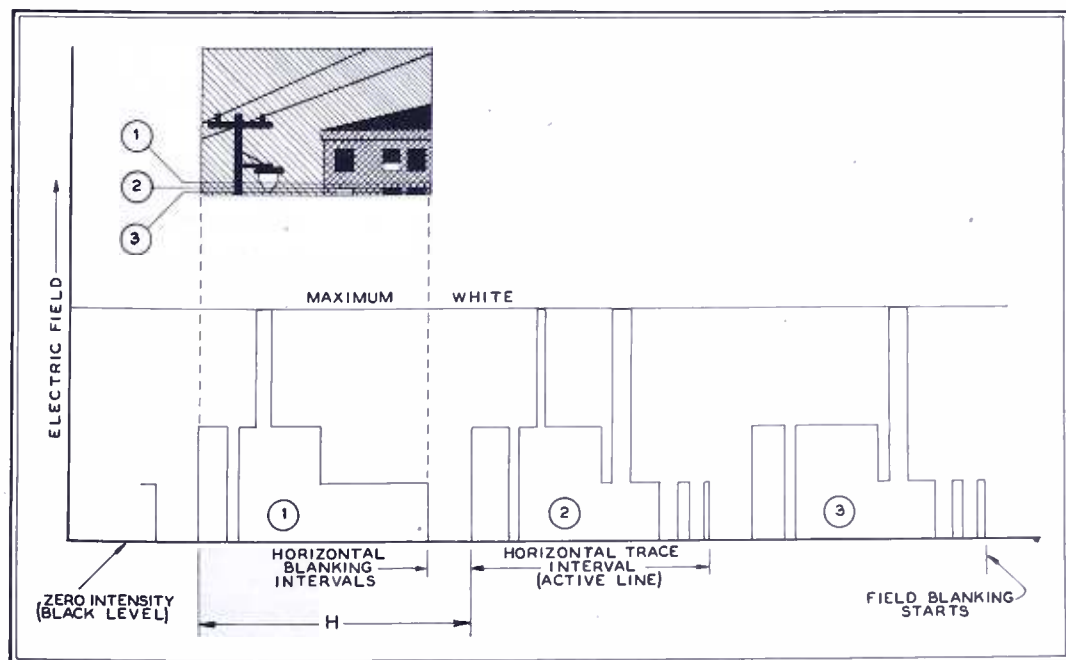 1
2
3
ELECTRIC FIELD
MAXIMUM WHITE
1
2
3
HORIZONTAL
BLANKING
INTERVALS
HORIZONTAL TRACE
INTERVAL
(ACTIVE LINE)
ZERO INTENSITY
(BLACK LEVEL)
FIELD BLANKING
STARTS
H